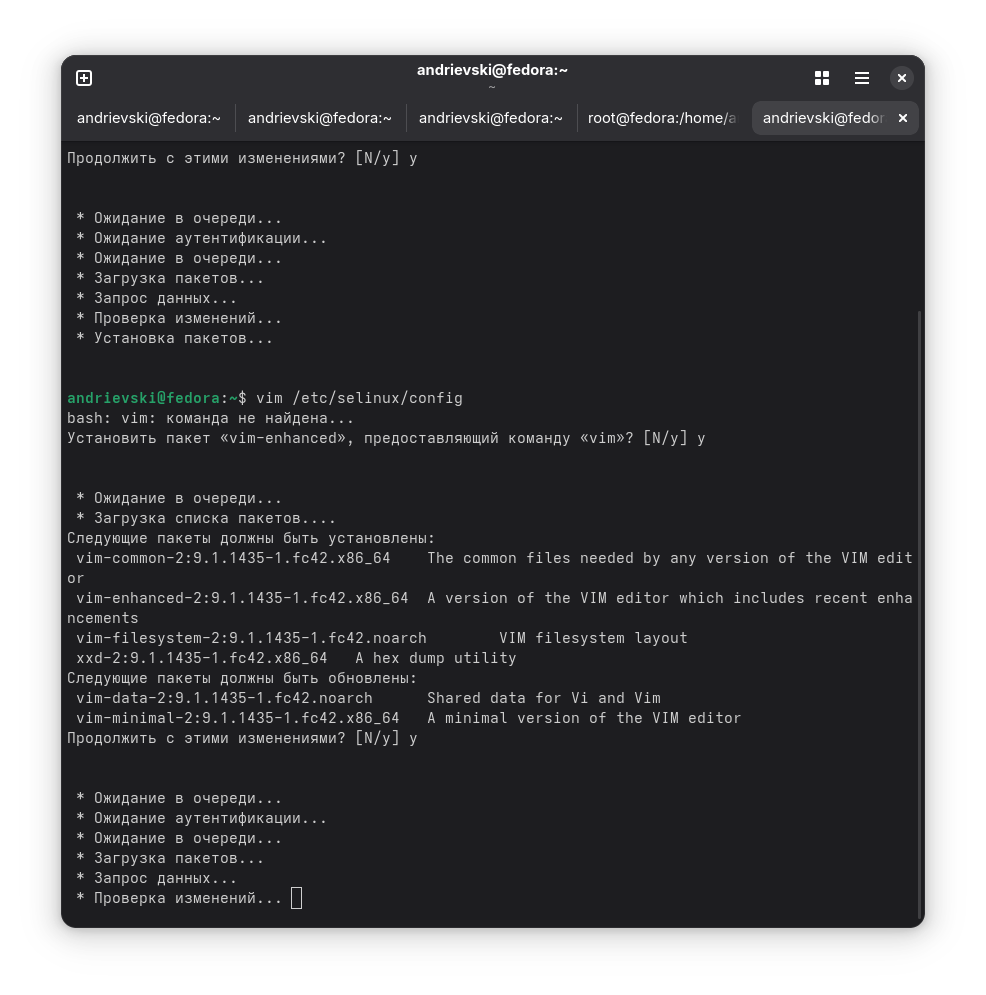 andrievski@fedora:~
~
andrievski@fedora:~ andrievski@fedora:~ andrievski@fedora:~ root@fedora:/home/a andrievski@fedor
Продолжить с этими изменениями? [N/y] y
* Ожидание в очереди...
* Ожидание аутентификации...
* Ожидание в очереди...
* Загрузка пакетов...
* Запрос данных...
* Проверка изменений...
* Установка пакетов...
andrievski@fedora:~$ vim /etc/selinux/config
bash: vim: команда не найдена...
Установить пакет «vim-enhanced», предоставляющий команду «vim»? [N/y] y
* Ожидание в очереди...
* Загрузка списка пакетов....
Следующие пакеты должны быть установлены:
vim-common-2:9.1.1435-1.fc42.x86_64    The common files needed by any version of the VIM edit
or
vim-enhanced-2:9.1.1435-1.fc42.x86_64  A version of the VIM editor which includes recent enha
ncements
vim-filesystem-2:9.1.1435-1.fc42.noarch        VIM filesystem layout
xxd-2:9.1.1435-1.fc42.x86_64   A hex dump utility
Следующие пакеты должны быть обновлены:
vim-data-2:9.1.1435-1.fc42.noarch      Shared data for Vi and Vim
vim-minimal-2:9.1.1435-1.fc42.x86_64   A minimal version of the VIM editor
Продолжить с этими изменениями? [N/y] y
* Ожидание в очереди...
* Ожидание аутентификации...
* Ожидание в очереди...
* Загрузка пакетов...
* Запрос данных...
* Проверка изменений...